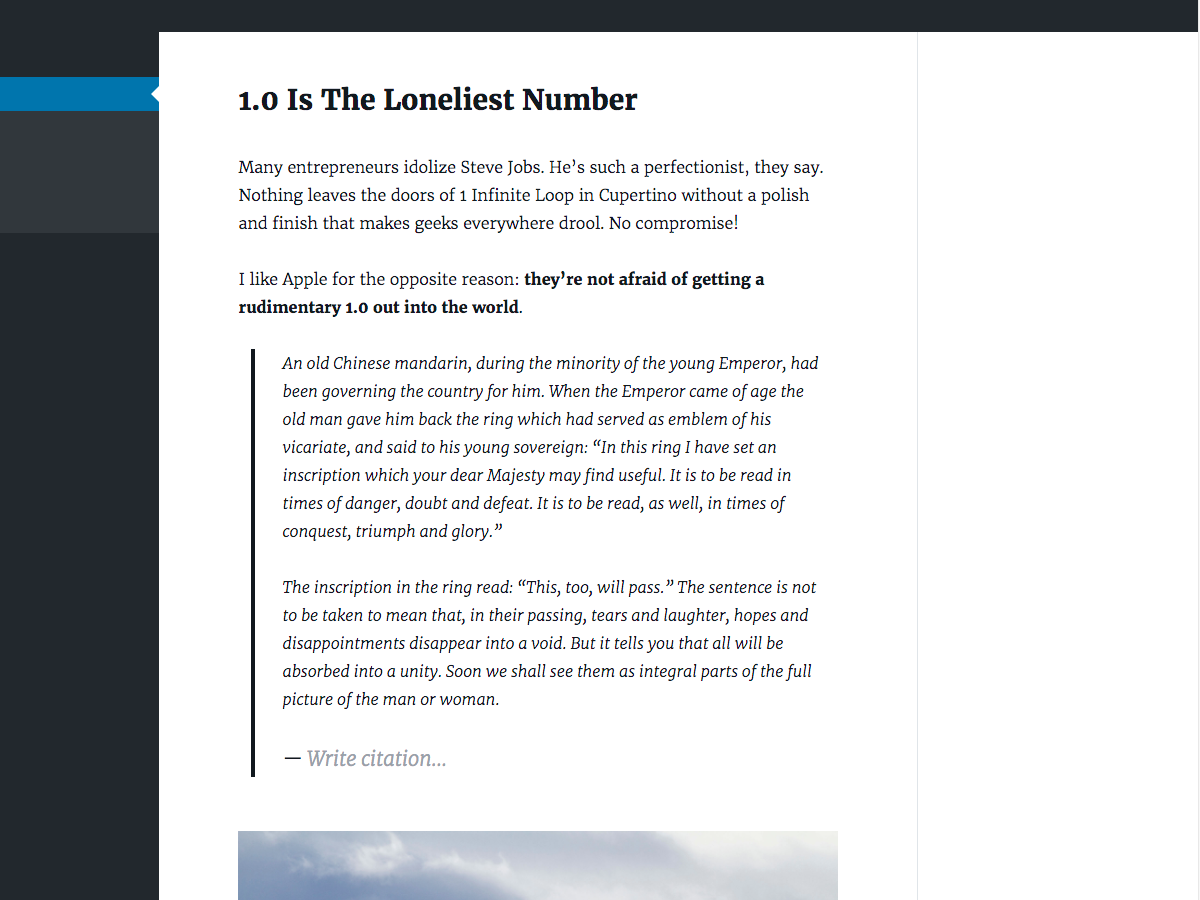 1.0 Is The Loneliest Number
Many entrepreneurs idolize Steve Jobs. He’s such a perfectionist, they say.
Nothing leaves the doors of 1 Infinite Loop in Cupertino without a polish
and finish that makes geeks everywhere drool. No compromise!
I like Apple for the opposite reason: they’re not afraid of getting a
rudimentary 1.0 out into the world.
An old Chinese mandarin, during the minority of the young Emperor, had
been governing the country for him. When the Emperor came of age the
old man gave him back the ring which had served as emblem of his
vicariate, and said to his young sovereign: “In this ring I have set an
inscription which your dear Majesty may find useful. It is to be read in
times of danger, doubt and defeat. It is to be read, as well, in times of
conquest, triumph and glory.”
The inscription in the ring read: “This, too, will pass.” The sentence is not
to be taken to mean that, in their passing, tears and laughter, hopes and
disappointments disappear into a void. But it tells you that all will be
absorbed into a unity. Soon we shall see them as integral parts of the full
picture of the man or woman.
— Write citation…